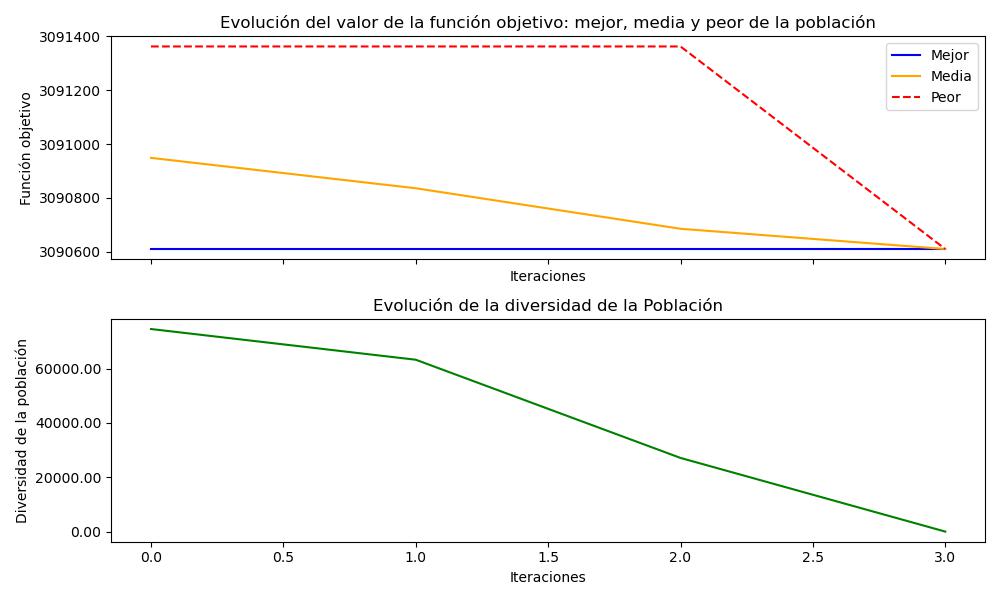 Evolución del valor de la función objetivo: mejor, media y peor de la población
Función objetivo
3091400
3091200
3091000
3090800
3090600
Mejor
Media
Peor
Iteraciones
Evolución de la diversidad de la Población
Diversidad de la población
60000.00
40000.00
20000.00
0.00
0.0 0.5 1.0 1.5 2.0 2.5 3.0
Iteraciones